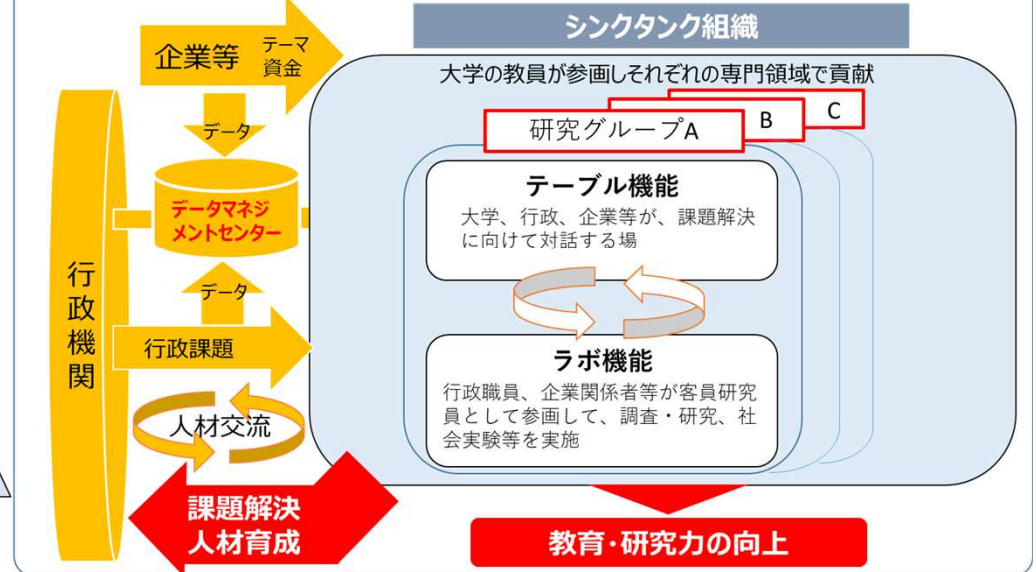 シンクタンク組織
企業等
テーマ
資金
大学の教員が参画しそれぞれの専門領域で貢献
研究グループA
B
C
データ
データマネジ
メントセンター
データ
行政機関
行政課題
人材交流
テーブル機能
大学、行政、企業等が、課題解決
に向けて対話する場
ラボ機能
行政職員、企業関係者等が客員研究
員として参画して、調査・研究、社
会実験等を実施
課題解決
人材育成
教育・研究力の向上